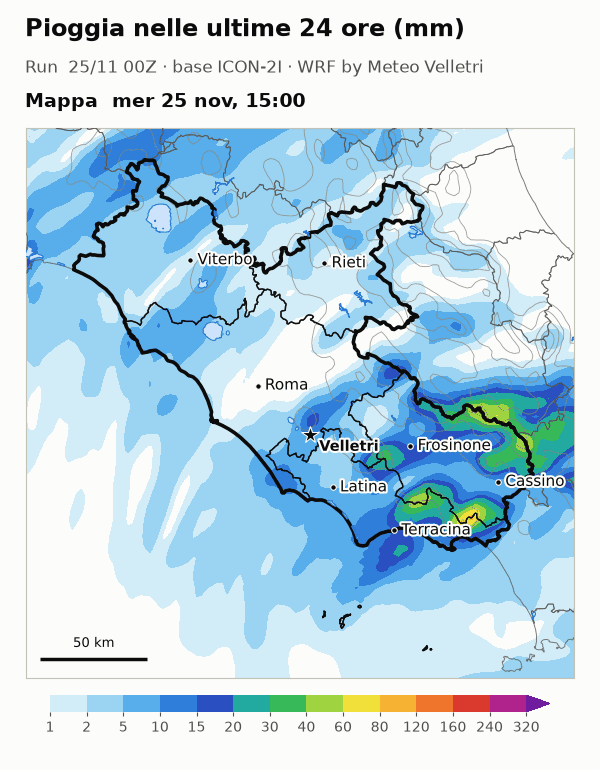 Pioggia nelle ultime 24 ore (mm)
Run  25/11 00Z · base ICON-2I · WRF by Meteo Velletri
Mappa  mer 25 nov, 15:00
Viterbo
Rieti
Roma
Velletri
Frosinone
Latina
Cassino
Terracina
50 km
1 2 5 10 15 20 30 40 60 80 120 160 240 320